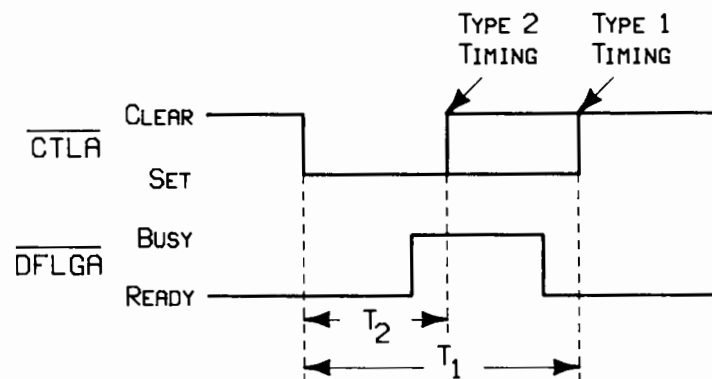 TYPE 2 TIMING
TYPE 1 TIMING
CLEAR
CTLA
SET
BUSY
DFLGA
READY
T2
T1